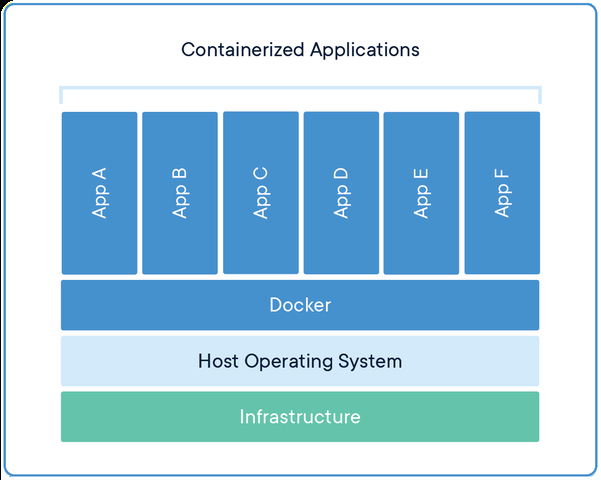 Containerized Applications
App A
App B
App C
App D
App E
App F
Docker
Host Operating System
Infrastructure